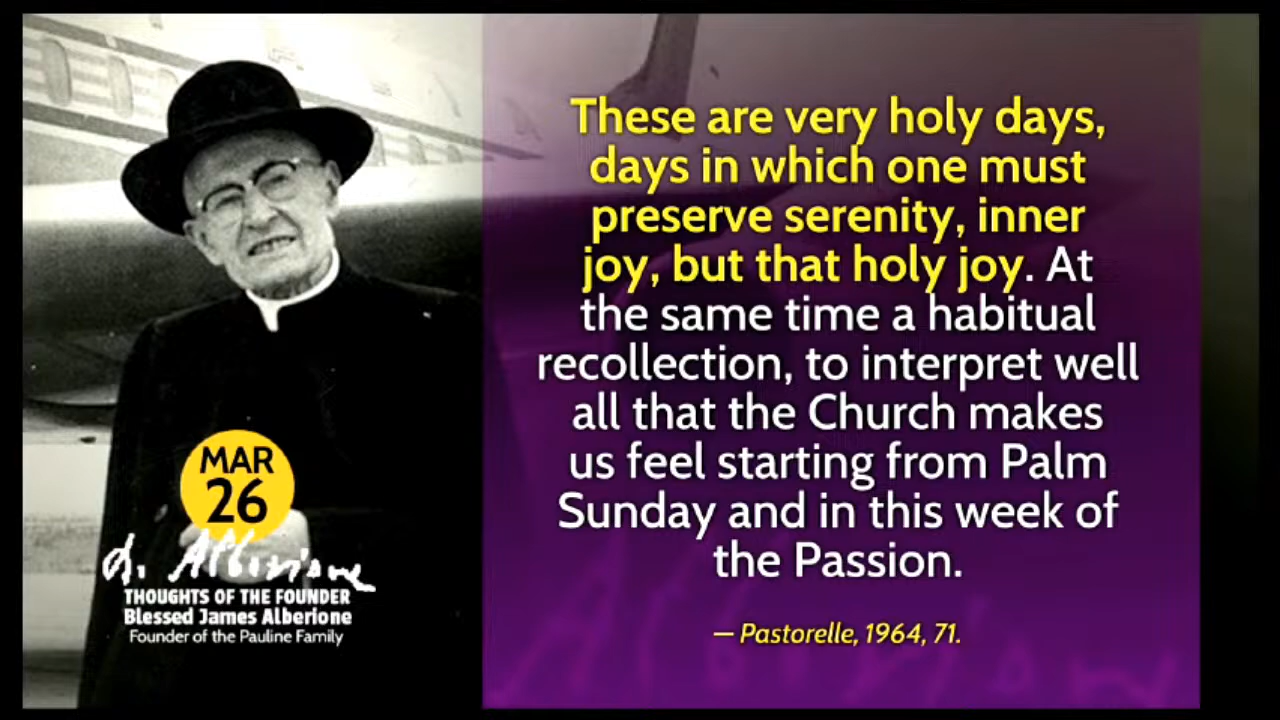 MAR
26
A. Alberione
THOUGHTS OF THE FOUNDER
Blessed James Alberione
Founder of the Pauline Family
These are very holy days,
days in which one must
preserve serenity, inner
joy, but that holy joy. At
the same time a habitual
recollection, to interpret well
all that the Church makes
us feel starting from Palm
Sunday and in this week of
the Passion.
– Pastorelle, 1964, 71.